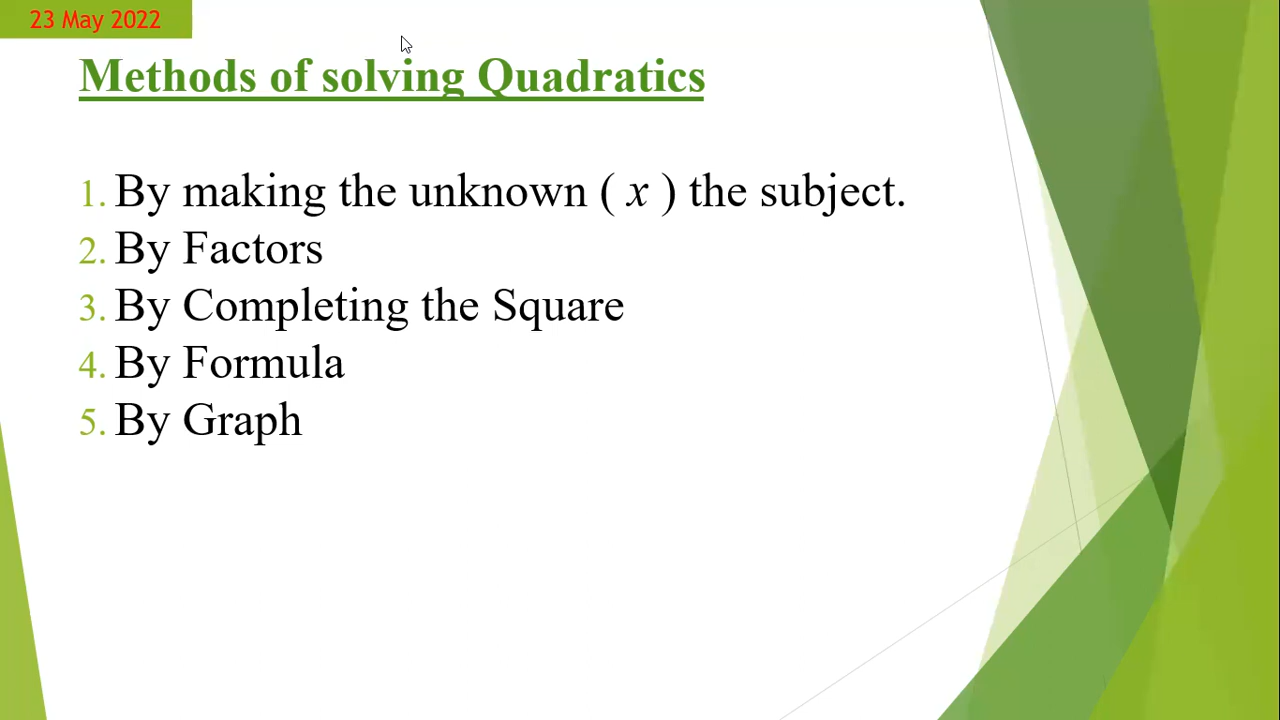 23 May 2022
Methods of solving Quadratics
1. By making the unknown ( x ) the subject.
2. By Factors
3. By Completing the Square
4. By Formula
5. By Graph